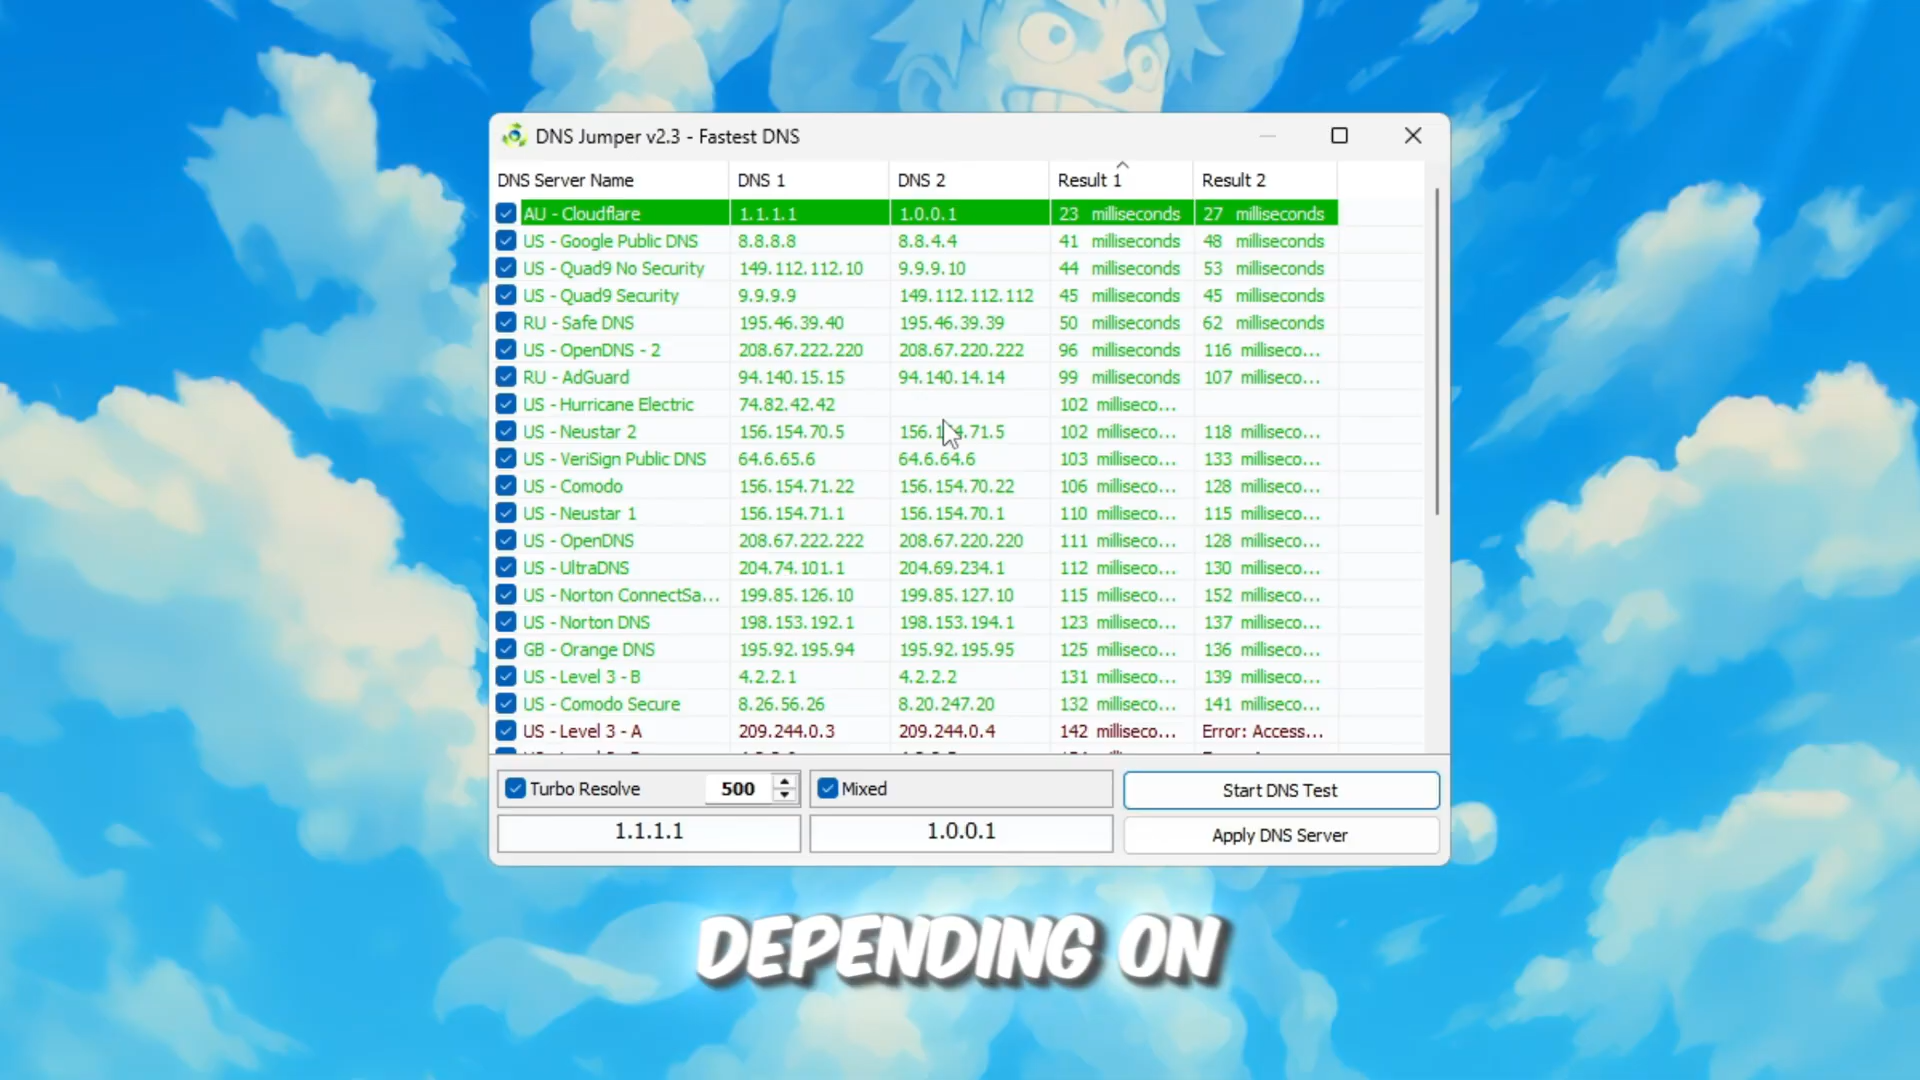 DNS Jumper v2.3 - Fastest DNS
DNS Server Name DNS 1 DNS 2 Result 1 Result 2
AU - Cloudflare 1.1.1.1 1.0.0.1 23 milliseconds 27 milliseconds
US - Google Public DNS 8.8.8.8 8.8.4.4 41 milliseconds 48 milliseconds
US - Quad9 No Security 149.112.112.10 9.9.9.10 44 milliseconds 53 milliseconds
US - Quad9 Security 9.9.9.9 149.112.112.112 45 milliseconds 45 milliseconds
RU - Safe DNS 195.46.39.40 195.46.39.39 50 milliseconds 62 milliseconds
US - OpenDNS - 2 208.67.222.220 208.67.220.222 96 milliseconds 116 milliseco...
RU - AdGuard 94.140.15.15 94.140.14.14 99 milliseconds 107 milliseco...
US - Hurricane Electric 74.82.42.42 102 milliseco...
US - Neustar 2 156.154.70.5 102 milliseco... 118 milliseco...
US - VeriSign Public DNS 64.6.65.6 64.6.64.6 103 milliseco... 133 milliseco...
US - Comodo 156.154.71.22 156.154.70.22 106 milliseco... 128 milliseco...
US - Neustar 1 156.154.71.1 156.154.70.1 110 milliseco... 115 milliseco...
US - OpenDNS 208.67.222.222 208.67.220.220 111 milliseco... 128 milliseco...
US - UltraDNS 204.74.101.1 204.69.234.1 112 milliseco... 130 milliseco...
US - Norton ConnectSa... 199.85.126.10 199.85.127.10 115 milliseco... 152 milliseco...
US - Norton DNS 198.153.192.1 198.153.194.1 123 milliseco... 137 milliseco...
GB - Orange DNS 195.92.195.94 195.92.195.95 125 milliseco... 136 milliseco...
US - Level 3 - B 4.2.2.1 4.2.2.2 131 milliseco... 139 milliseco...
US - Comodo Secure 8.26.56.26 8.20.247.20 132 milliseco... 141 milliseco...
US - Level 3 - A 209.244.0.3 209.244.0.4 142 milliseco... Error: Access...
Turbo Resolve 500 Mixed Start DNS Test
1.1.1.1 1.0.0.1 Apply DNS Server
DEPENDING ON